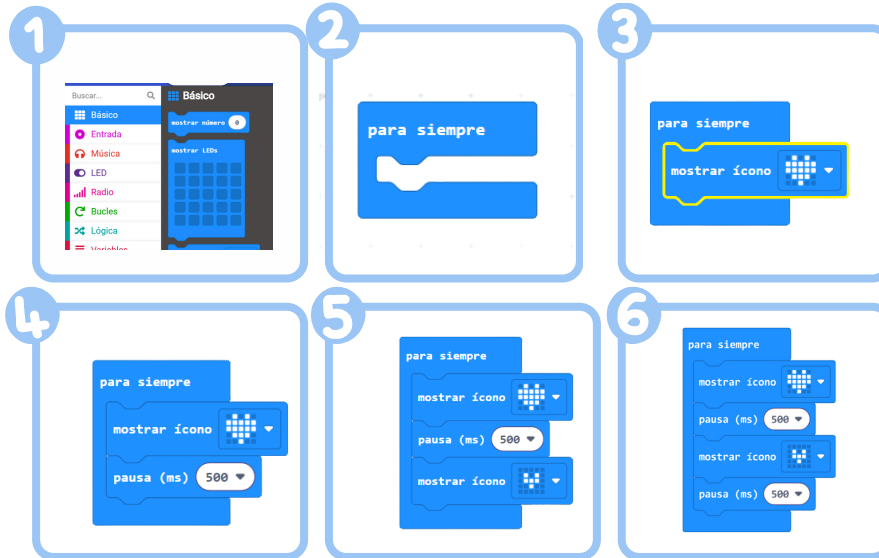 1
Buscar...
Básico
Entrada
Música
LED
Radio
Bucles
Lógica
Variables
Básico
mostrar número 0
mostrar LEDs
2
para siempre
3
para siempre
mostrar ícono
4
para siempre
mostrar ícono
pausa (ms) 500
5
para siempre
mostrar ícono
pausa (ms) 500
mostrar ícono
6
para siempre
mostrar ícono
pausa (ms) 500
mostrar ícono
pausa (ms) 500